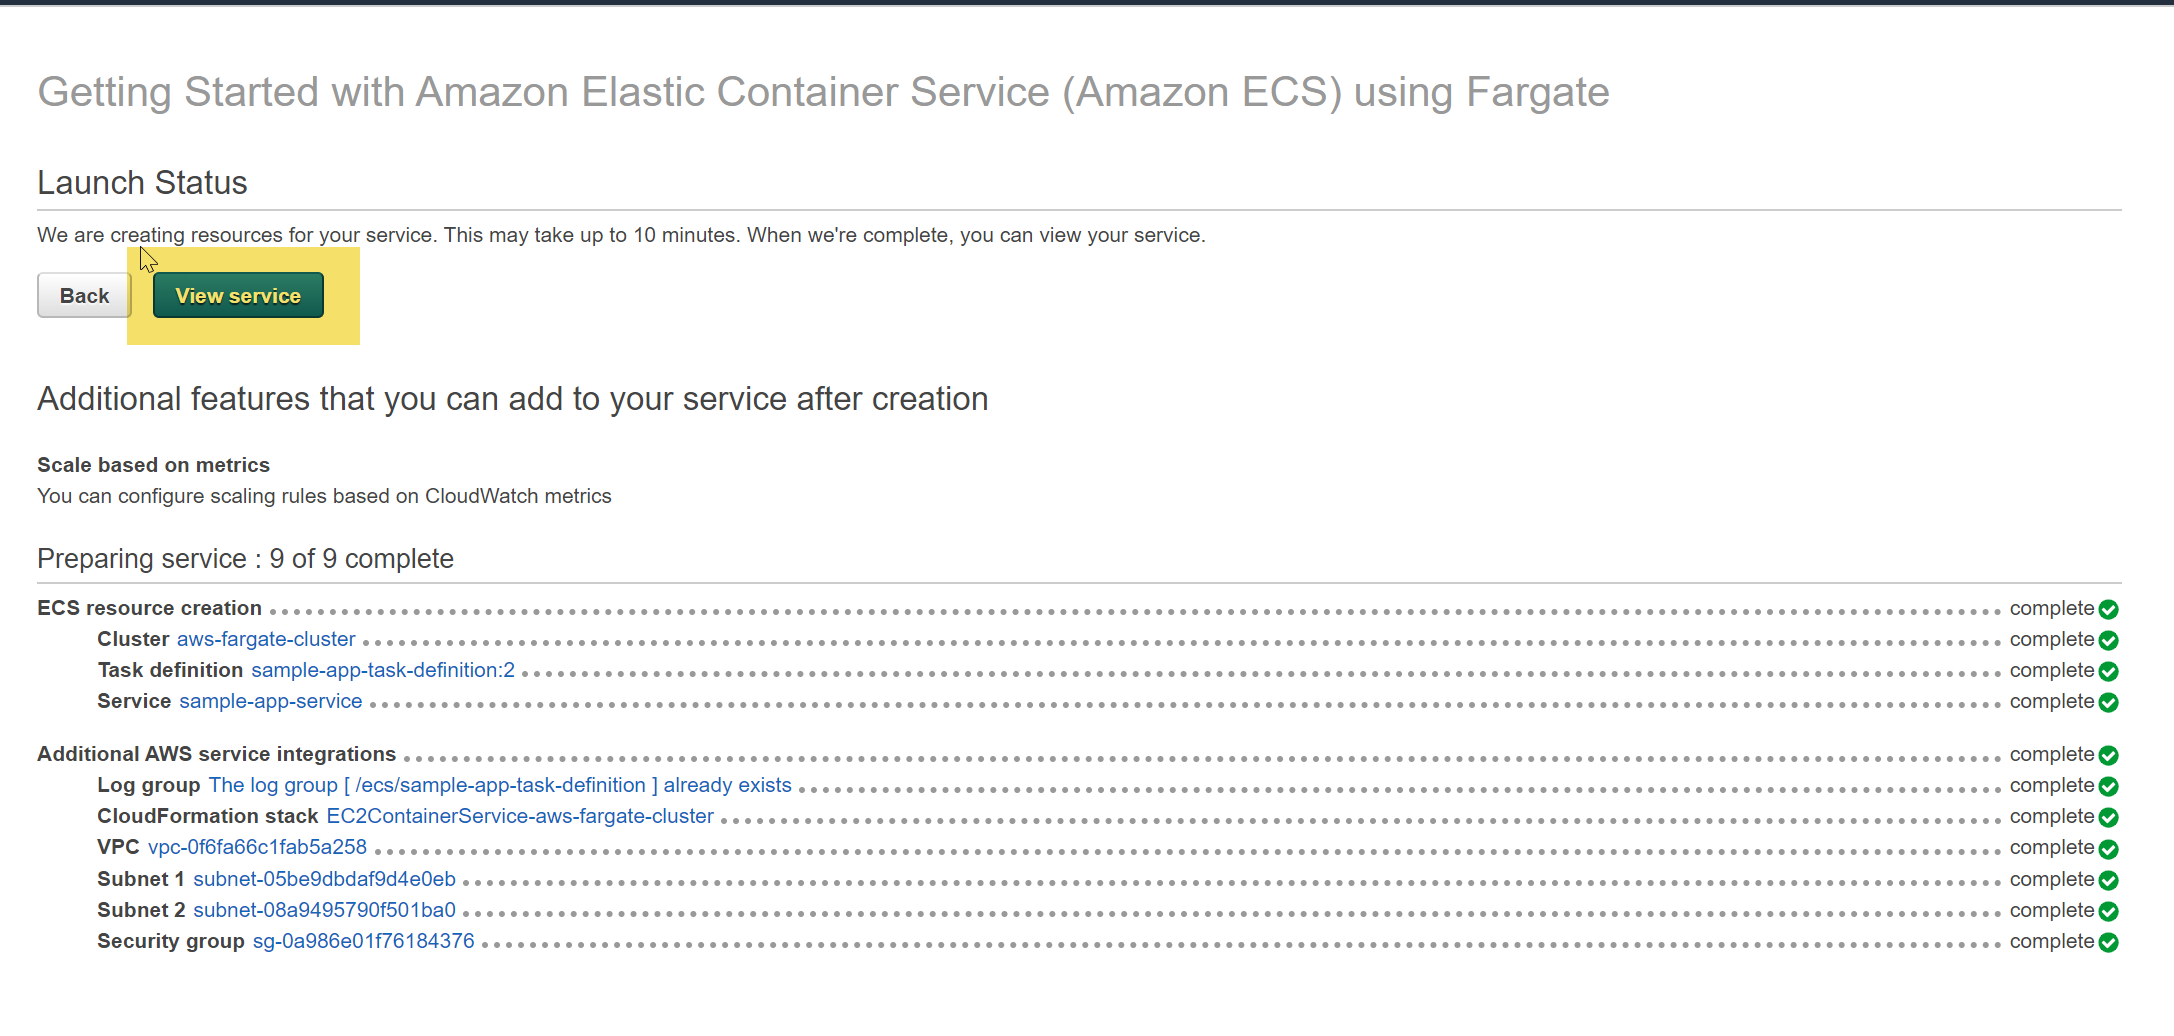 Getting Started with Amazon Elastic Container Service (Amazon ECS) using Fargate
Launch Status
We are creating resources for your service. This may take up to 10 minutes. When we're complete, you can view your service.
Back View service
Additional features that you can add to your service after creation
Scale based on metrics
You can configure scaling rules based on CloudWatch metrics
Preparing service : 9 of 9 complete
ECS resource creation complete
Cluster aws-fargate-cluster complete
Task definition sample-app-task-definition:2 complete
Service sample-app-service complete
Additional AWS service integrations complete
Log group The log group [ /ecs/sample-app-task-definition ] already exists complete
CloudFormation stack EC2ContainerService-aws-fargate-cluster complete
VPC vpc-0f6fa66c1fab5a258 complete
Subnet 1 subnet-05be9dbdaf9d4e0eb complete
Subnet 2 subnet-08a9495790f501ba0 complete
Security group sg-0a986e01f76184376 complete